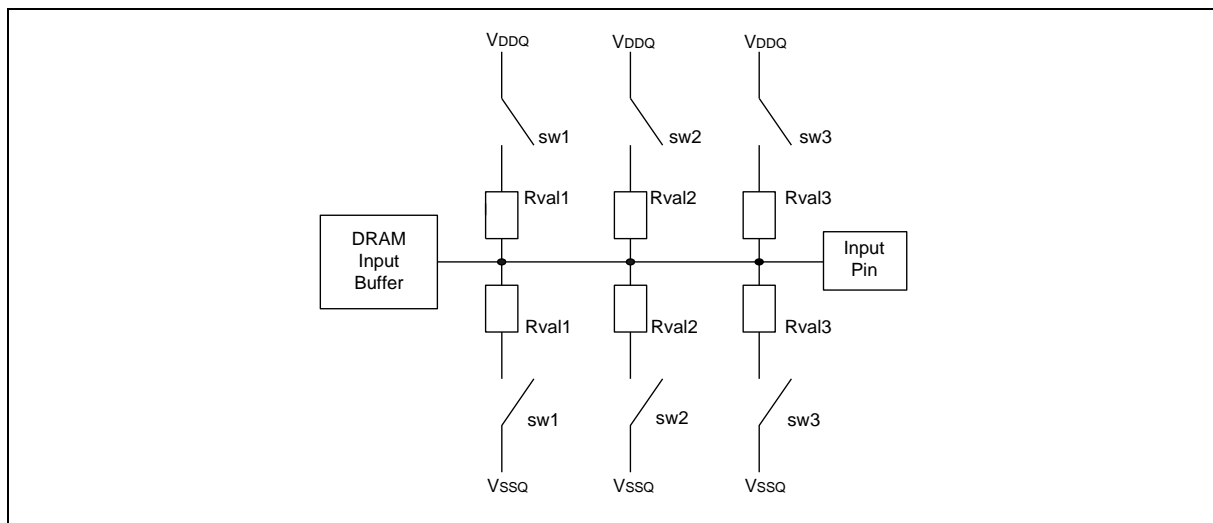 VDDQ VDDQ VDDQ
sw1 sw2 sw3
Rval1 Rval2 Rval3
DRAM
Input
Buffer
Input
Pin
Rval1 Rval2 Rval3
sw1 sw2 sw3
VSSQ VSSQ VSSQ